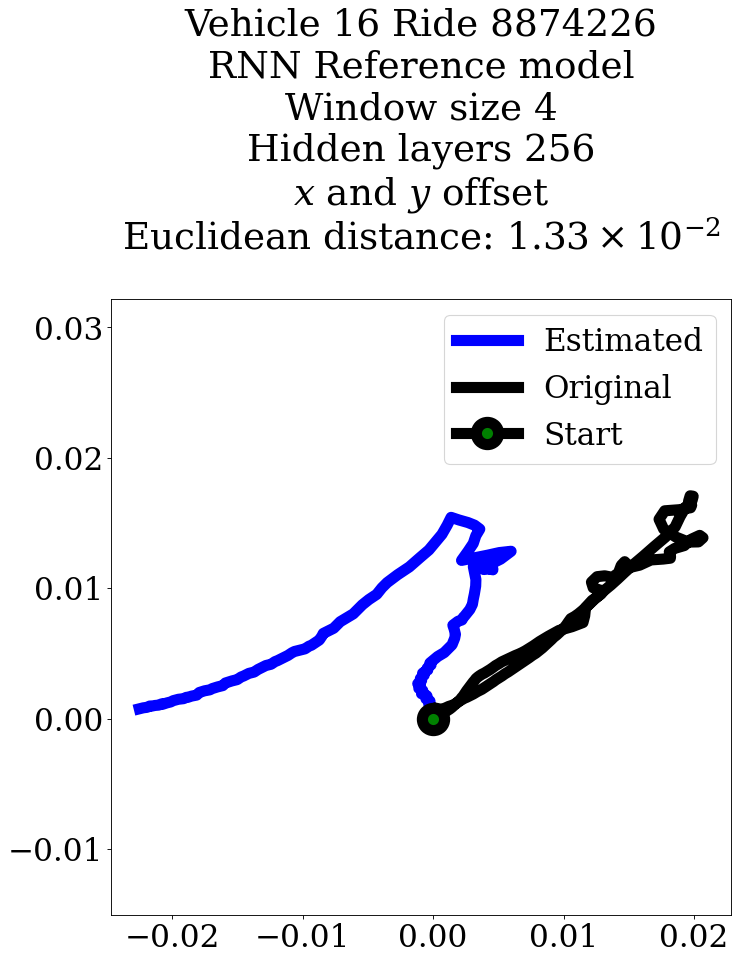 Vehicle 16 Ride 8874226
RNN Reference model
Window size 4
Hidden layers 256
x and y offset
Euclidean distance: 1.33 × 10⁻²
Estimated
Original
Start
0.03
0.02
0.01
0.00
−0.01
−0.02 −0.01 0.00 0.01 0.02